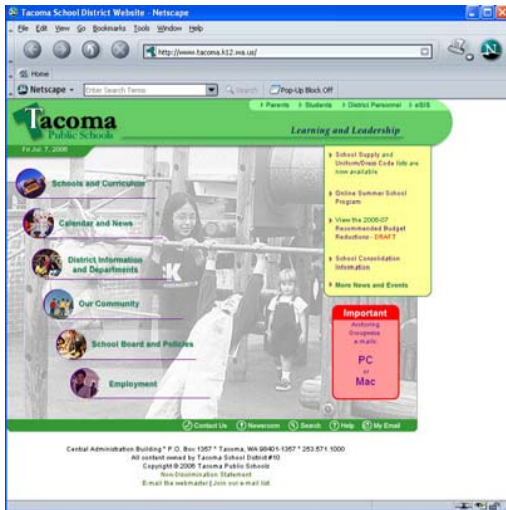 Tacoma School District Website - Netscape
File Edit View Go Bookmarks Tools Window Help
http://www.tacoma.k12.wa.us/
Home
Netscape Enter Search Terms Search Pop-Up Block Off
Parents Students District Personnel eSIS
Tacoma
Public Schools
Learning and Leadership
Fri Jul. 7, 2006
Schools and Curriculum
Calendar and News
District Information
and Departments
Our Community
School Board and Policies
Employment
School Supply and
Uniform/Dress Code lists are
now available
Online Summer School
Program
View the 2006-07
Recommended Budget
Reductions - DRAFT
School Consolidation
Information
More News and Events
Important
Archiving
Groupwise
e-mails:
PC
or
Mac
Contact Us Newsroom Search Help My Email
Central Administration Building * P.O. Box 1357 * Tacoma, WA 98401-1357 * 253.571.1000
All content owned by Tacoma School District #10
Copyright © 2006 Tacoma Public Schools
Non-Discrimination Statement
E-mail the webmaster | Join our e-mail list